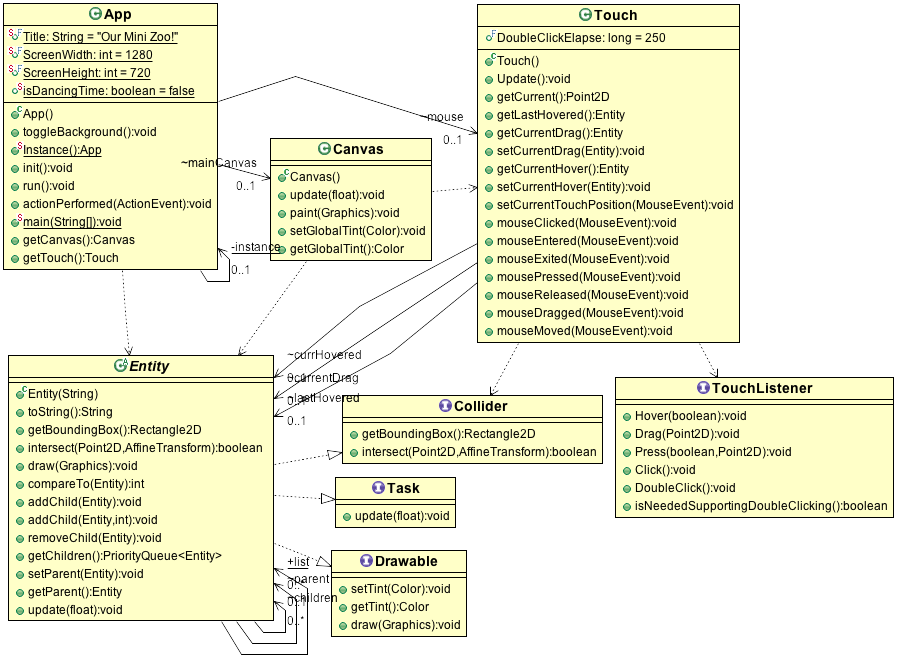 App
Title: String = "Our Mini Zoo!"
ScreenWidth: int = 1280
ScreenHeight: int = 720
isDancingTime: boolean = false
App()
toggleBackground():void
Instance():App
init():void
run():void
actionPerformed(ActionEvent):void
main(String[]):void
getCanvas():Canvas
getTouch():Touch
~mainCanvas
0..1
-instance
0..1
Canvas
Canvas()
update(float):void
paint(Graphics):void
setGlobalTint(Color):void
getGlobalTint():Color
~mouse
0..1
Touch
DoubleClickElapse: long = 250
Touch()
Update():void
getCurrent():Point2D
getLastHovered():Entity
getCurrentDrag():Entity
setCurrentDrag(Entity):void
getCurrentHover():Entity
setCurrentHover(Entity):void
setCurrentTouchPosition(MouseEvent):void
mouseClicked(MouseEvent):void
mouseEntered(MouseEvent):void
mouseExited(MouseEvent):void
mousePressed(MouseEvent):void
mouseReleased(MouseEvent):void
mouseDragged(MouseEvent):void
mouseMoved(MouseEvent):void
~currHovered
currentDrag
~lastHovered
0..1
Entity
Entity(String)
toString():String
getBoundingBox():Rectangle2D
intersect(Point2D,AffineTransform):boolean
draw(Graphics):void
compareTo(Entity):int
addChild(Entity):void
addChild(Entity,int):void
removeChild(Entity):void
getChildren():PriorityQueue<Entity>
setParent(Entity):void
getParent():Entity
update(float):void
+list
~parent
~children
0..*
Collider
getBoundingBox():Rectangle2D
intersect(Point2D,AffineTransform):boolean
Task
update(float):void
Drawable
setTint(Color):void
getTint():Color
draw(Graphics):void
TouchListener
Hover(boolean):void
Drag(Point2D):void
Press(boolean,Point2D):void
Click():void
DoubleClick():void
isNeededSupportingDoubleClicking():boolean